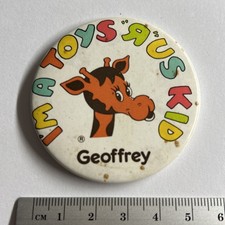 I'M A TOYS "R" US KID
®
Geoffrey
CM 1 2 3 4 5 6